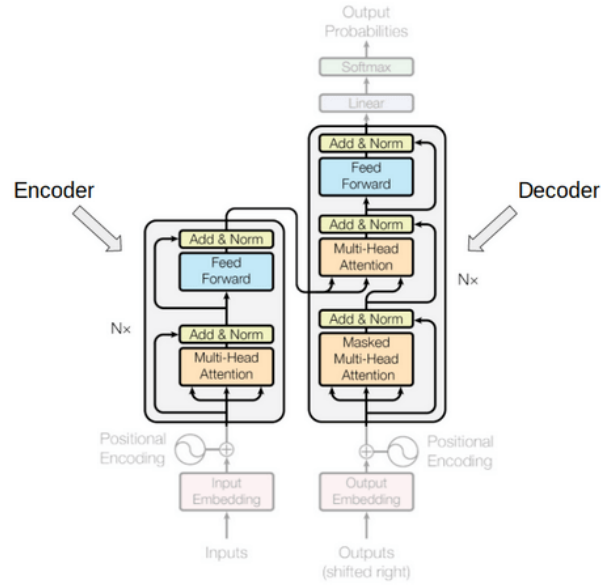 Output
Probabilities
Softmax
Linear
Add & Norm
Feed
Forward
Add & Norm
Multi-Head
Attention
Add & Norm
Masked
Multi-Head
Attention
Decoder
N×
Encoder
Add & Norm
Feed
Forward
N×
Add & Norm
Multi-Head
Attention
Positional
Encoding
Positional
Encoding
Input
Embedding
Output
Embedding
Inputs
Outputs
(shifted right)